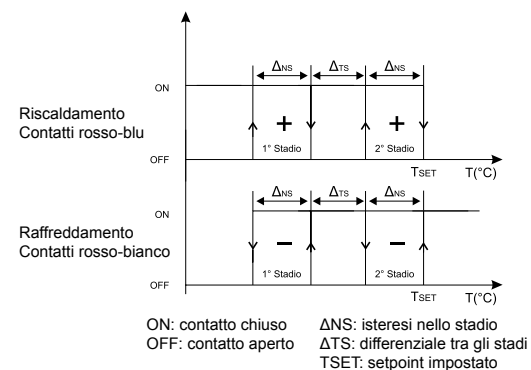 ΔNS ΔTS ΔNS
ON
Riscaldamento
Contatti rosso-blu
+ +
1° Stadio 2° Stadio
OFF
TSET T(°C)
ΔNS ΔTS ΔNS
ON
Raffreddamento
Contatti rosso-bianco
− −
1° Stadio 2° Stadio
OFF
TSET T(°C)
ON: contatto chiuso ΔNS: isteresi nello stadio
OFF: contatto aperto ΔTS: differenziale tra gli stadi
TSET: setpoint impostato